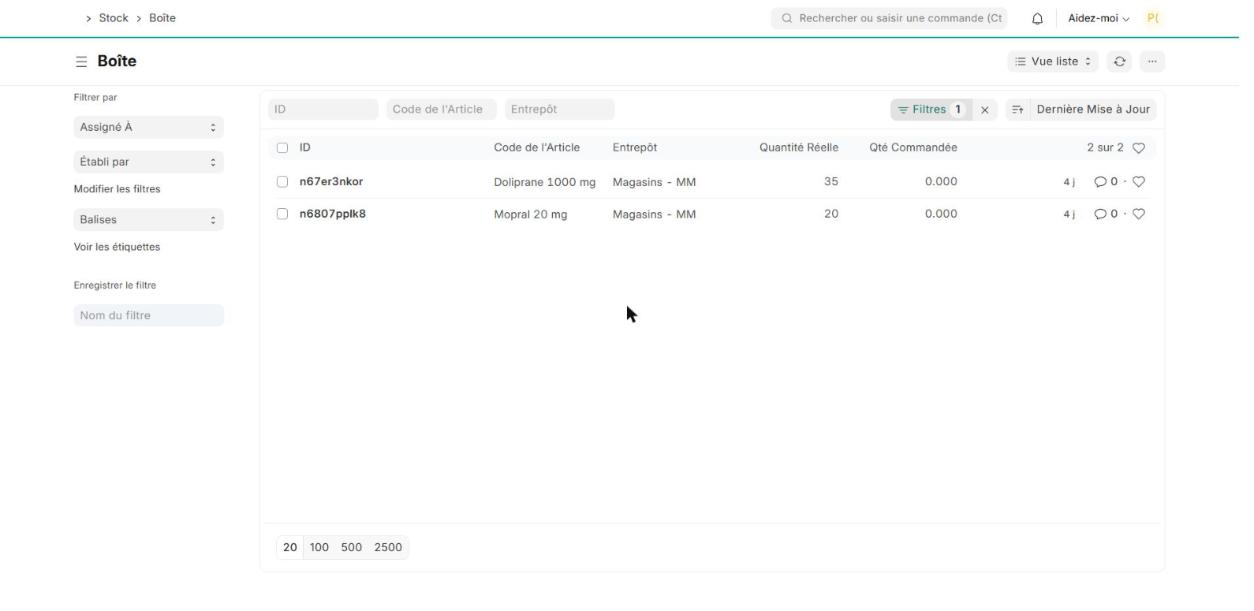 > Stock > Boîte
Rechercher ou saisir une commande (Ct
Aidez-moi
P(
Boîte
Vue liste
Filtrer par
Assigné À
Établi par
Modifier les filtres
Balises
Voir les étiquettes
Enregistrer le filtre
Nom du filtre
ID Code de l'Article Entrepôt
Filtres 1 × Dernière Mise à Jour
ID Code de l'Article Entrepôt Quantité Réelle Qté Commandée 2 sur 2
n67er3nkor Doliprane 1000 mg Magasins - MM 35 0.000 4 j 0 ·
n6807pplk8 Mopral 20 mg Magasins - MM 20 0.000 4 j 0 ·
20 100 500 2500